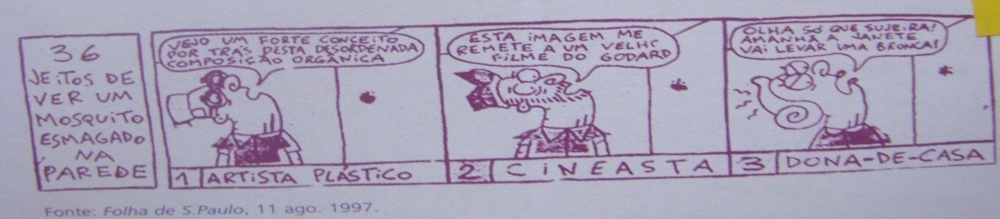 36
JEITOS DE
VER UM
MOSQUITO
ESMAGADO
NA
PAREDE
VEJO UM FORTE CONCEITO
POR TRÁS DESTA DESORDENADA
COMPOSIÇÃO ORGÂNICA
1 ARTISTA PLÁSTICO
ESTA IMAGEM ME
REMETE A UM VELHO
FILME DO GODARD
2 CINEASTA
OLHA SÓ QUE SUJEIRA!
AMANHÃ A JANETE
VAI LEVAR UMA BRONCA!
3 DONA-DE-CASA
Fonte: Folha de S.Paulo, 11 ago. 1997.